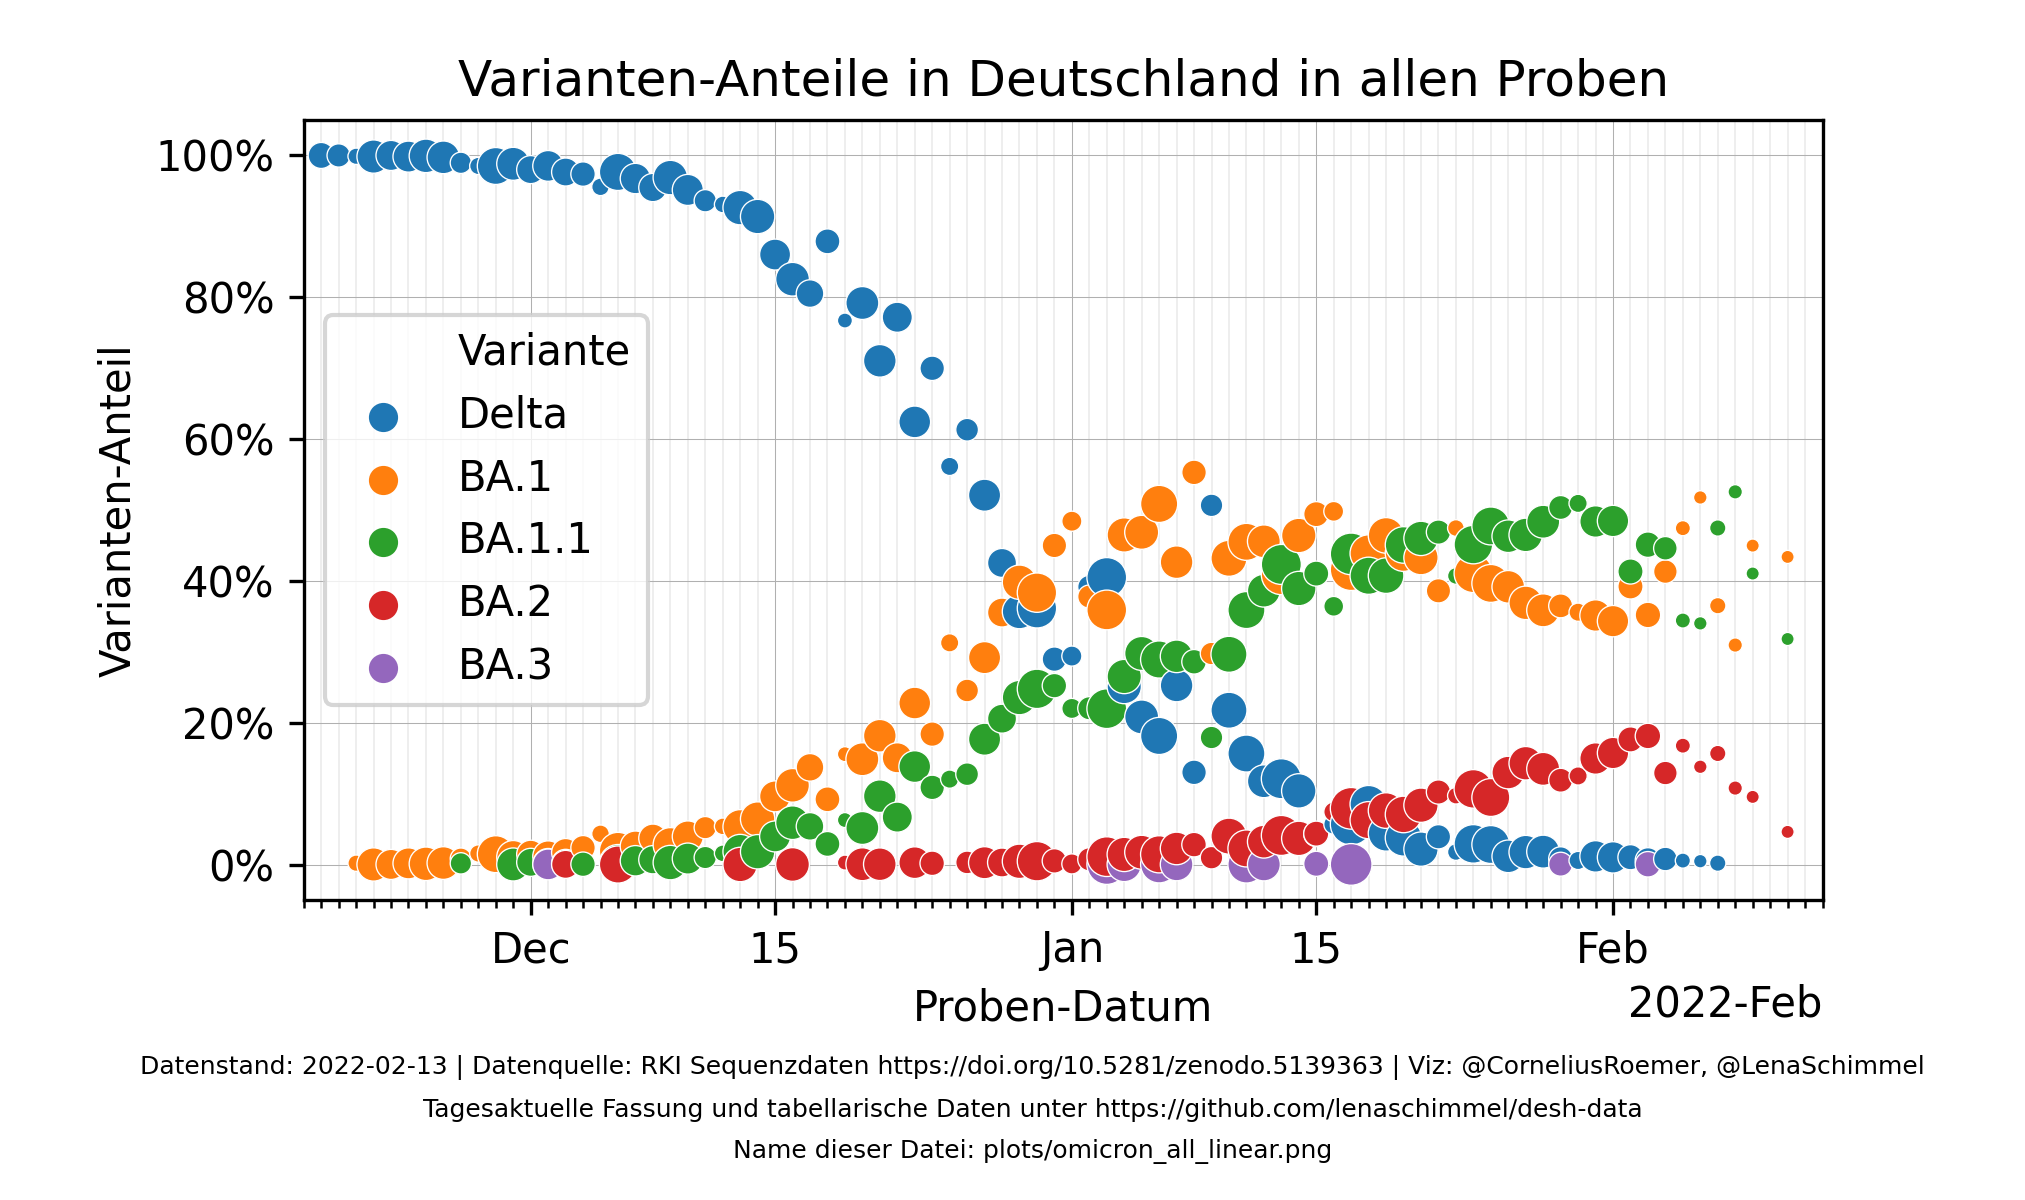 Varianten-Anteile in Deutschland in allen Proben
100%
80%
60%
40%
20%
0%
Varianten-Anteil
Variante
Delta
BA.1
BA.1.1
BA.2
BA.3
Dec 15 Jan 15 Feb
2022-Feb
Proben-Datum
Datenstand: 2022-02-13 | Datenquelle: RKI Sequenzdaten https://doi.org/10.5281/zenodo.5139363 | Viz: @CorneliusRoemer, @LenaSchimmel
Tagesaktuelle Fassung und tabellarische Daten unter https://github.com/lenaschimmel/desh-data
Name dieser Datei: plots/omicron_all_linear.png